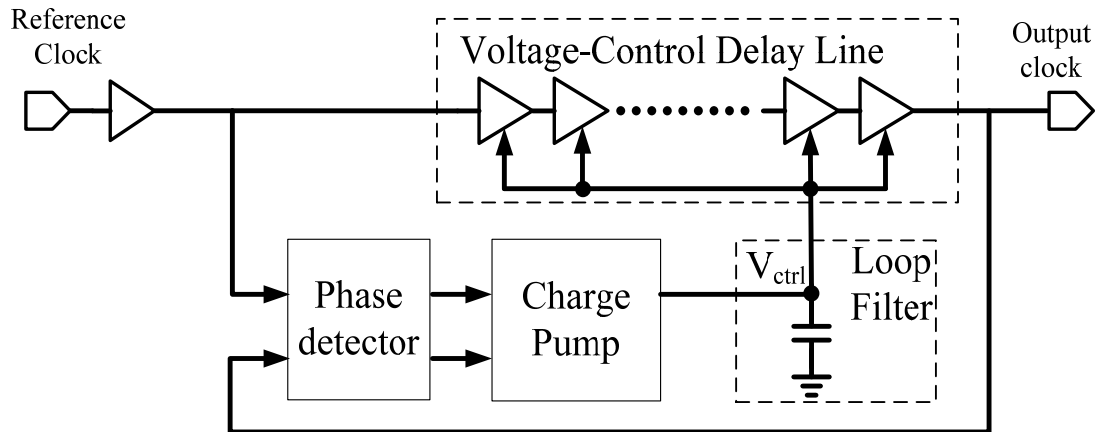 Reference
Clock
Voltage-Control Delay Line
Output
clock
Phase
detector
Charge
Pump
Vctrl
Loop
Filter